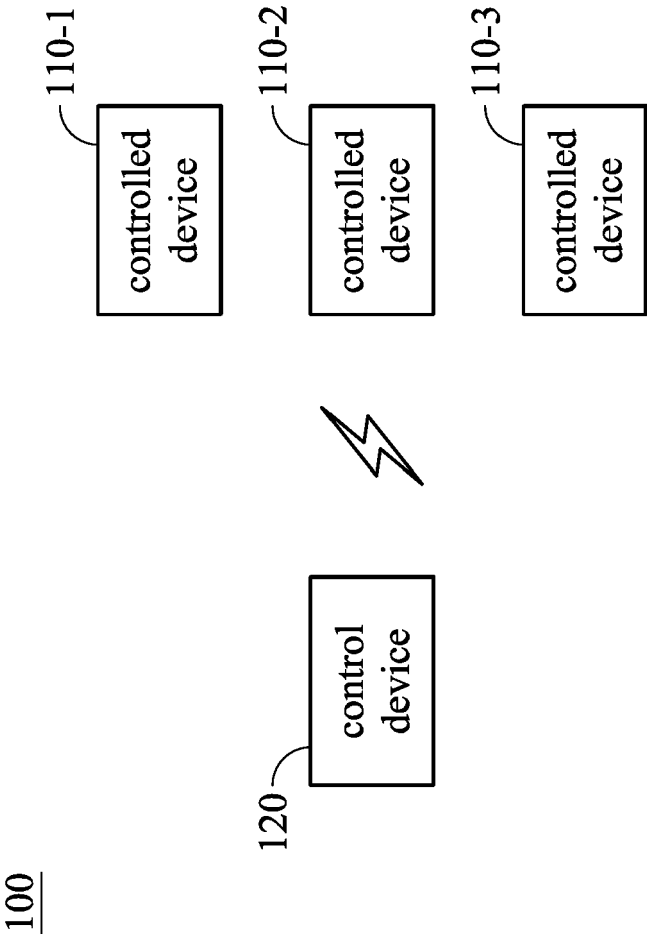 100
120
control
device
110-1
controlled
device
110-2
controlled
device
110-3
controlled
device